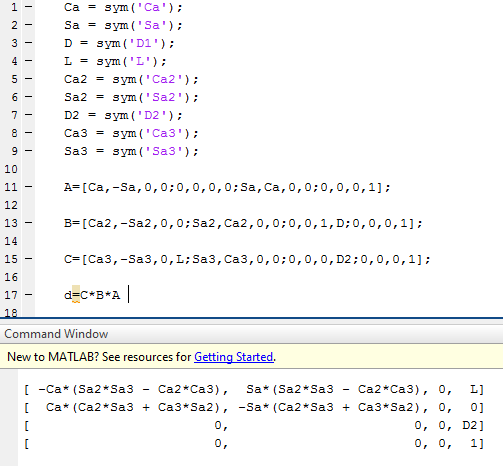 1 - Ca = sym('Ca');
2 - Sa = sym('Sa');
3 - D = sym('D1');
4 - L = sym('L');
5 - Ca2 = sym('Ca2');
6 - Sa2 = sym('Sa2');
7 - D2 = sym('D2');
8 - Ca3 = sym('Ca3');
9 - Sa3 = sym('Sa3');
10
11 - A=[Ca,-Sa,0,0;0,0,0,0;Sa,Ca,0,0;0,0,0,1];
12
13 - B=[Ca2,-Sa2,0,0;Sa2,Ca2,0,0;0,0,1,D;0,0,0,1];
14
15 - C=[Ca3,-Sa3,0,L;Sa3,Ca3,0,0;0,0,0,D2;0,0,0,1];
16
17 - d=C*B*A
18
Command Window
New to MATLAB? See resources for Getting Started.
[ -Ca*(Sa2*Sa3 - Ca2*Ca3), Sa*(Sa2*Sa3 - Ca2*Ca3), 0, L]
[ Ca*(Ca2*Sa3 + Ca3*Sa2), -Sa*(Ca2*Sa3 + Ca3*Sa2), 0, 0]
[ 0, 0, 0, D2]
[ 0, 0, 0, 1]